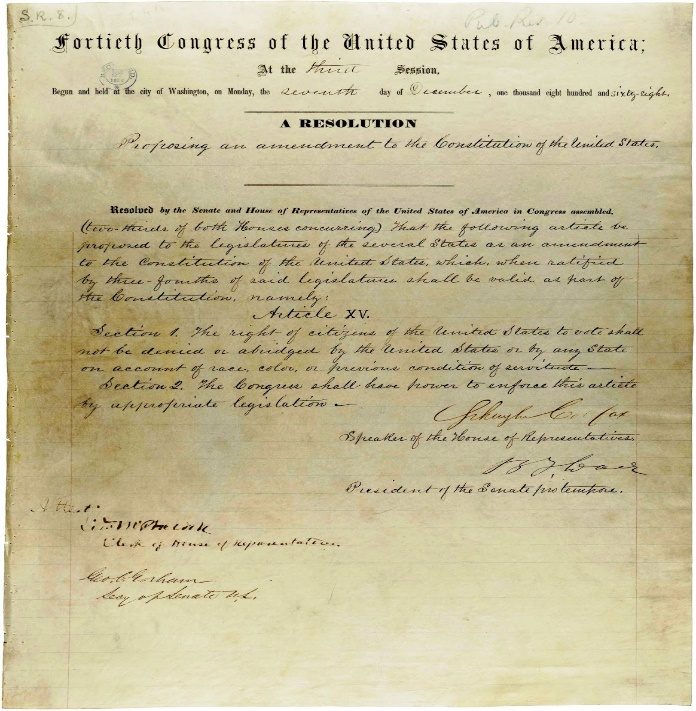 S.R. 8.
Pub. Res. 10
Fortieth Congress of the United States of America;
At the third Session,
Begun and held at the city of Washington, on Monday, the seventh day of December, one thousand eight hundred and sixty-eight.
A RESOLUTION
Proposing an amendment to the Constitution of the United States.
Resolved by the Senate and House of Representatives of the United States of America in Congress assembled,
(two-thirds of both Houses concurring) That the following article be
proposed to the legislatures of the several States as an amendment
to the Constitution of the United States, which, when ratified
by three-fourths of said legislatures shall be valid as part of
the Constitution, namely:
Article XV.
Section 1. The right of citizens of the United States to vote shall
not be denied or abridged by the United States or by any State
on account of race, color, or previous condition of servitude—
Section 2. The Congress shall have power to enforce this article
by appropriate legislation—
Schuyler Colfax
Speaker of the House of Representatives.
B F Wade
President of the Senate pro tempore.
Attest:
Clerk of House of Representatives.
Geo. C. Gorham
Secy of Senate U.S.